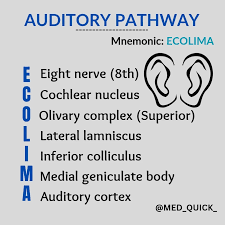 AUDITORY PATHWAY
Mnemonic: ECOLIMA
E Eight nerve (8th)
C Cochlear nucleus
O Olivary complex (Superior)
L Lateral lamniscus
I Inferior colliculus
M Medial geniculate body
A Auditory cortex
@MED_QUICK_